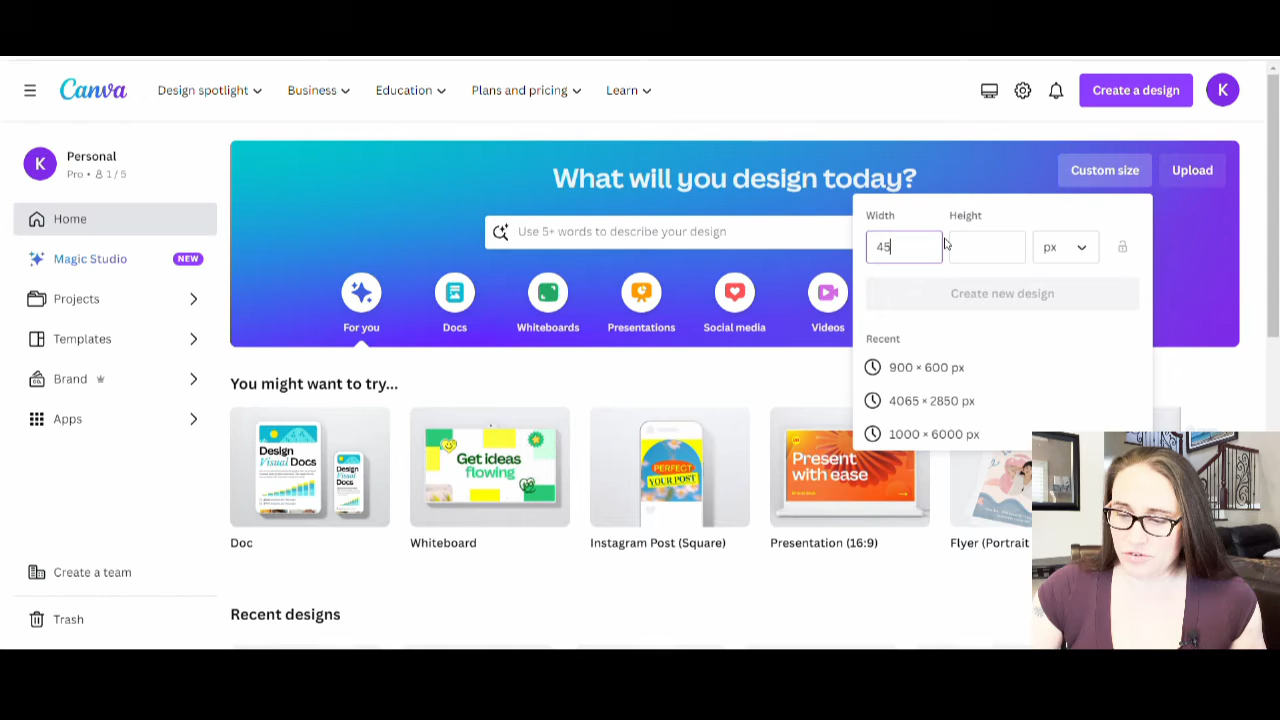 Canva
Design spotlight
Business
Education
Plans and pricing
Learn
Create a design
K
K
Personal
Pro • 1 / 5
Home
Magic Studio
NEW
Projects
Templates
Brand
Apps
Create a team
Trash
What will you design today?
Custom size
Upload
Use 5+ words to describe your design
For you
Docs
Whiteboards
Presentations
Social media
Videos
Width
Height
45
px
Create new design
Recent
900 × 600 px
4065 × 2850 px
1000 × 6000 px
You might want to try...
Design
Visual Docs
Design
Visual
Docs
Get ideas
flowing
PERFECT
YOUR POST
Present
with ease
Doc
Whiteboard
Instagram Post (Square)
Presentation (16:9)
Flyer (Portrait
Recent designs